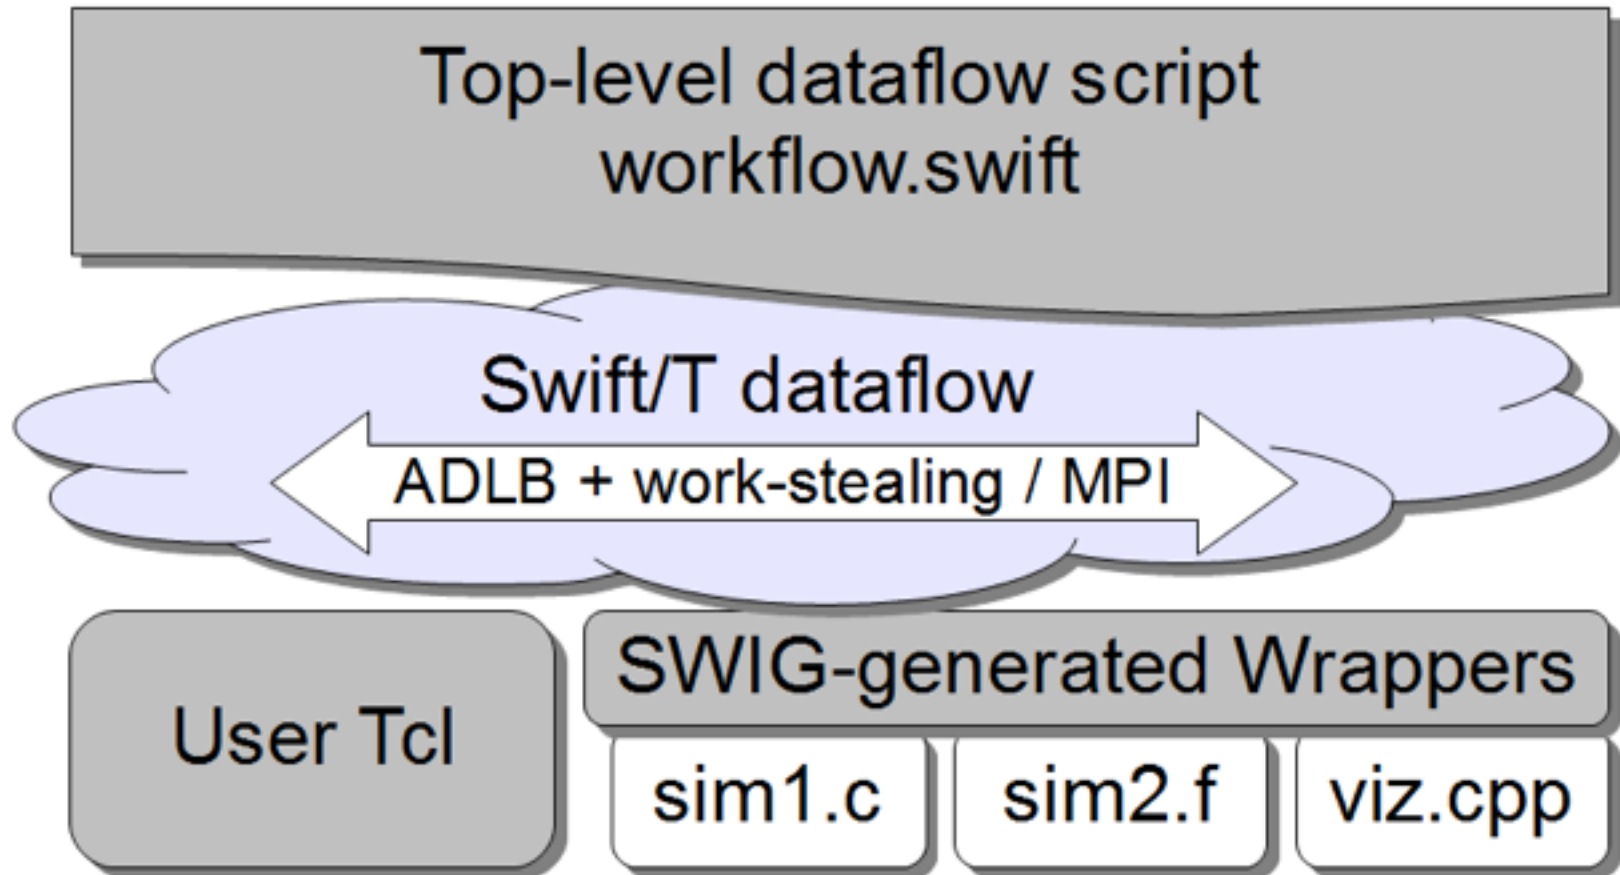 Top-level dataflow script
workflow.swift
Swift/T dataflow
ADLB + work-stealing / MPI
SWIG-generated Wrappers
User Tcl
sim1.c
sim2.f
viz.cpp